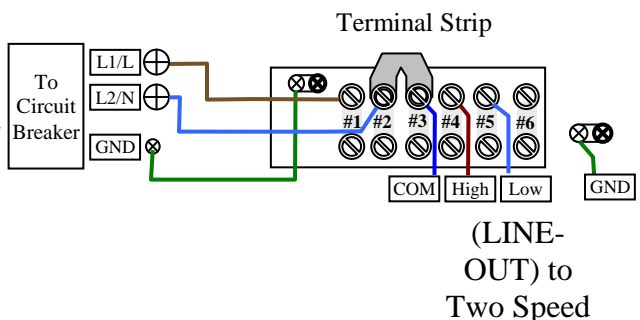 Terminal Strip
To
Circuit
Breaker
L1/L
L2/N
GND
#1 #2 #3 #4 #5 #6
COM High Low GND
(LINE-
OUT) to
Two Speed